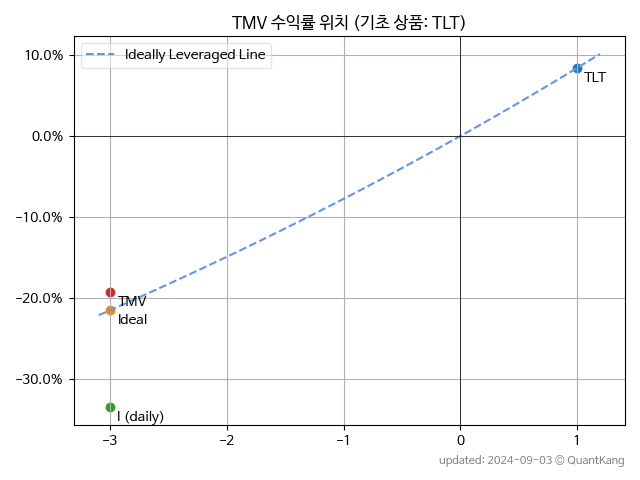 TMV 수익률 위치 (기초 상품: TLT)
10.0%
Ideally Leveraged Line
TLT
0.0%
-10.0%
-20.0%
TMV
Ideal
-30.0%
I (daily)
-3
-2
-1
0
1
updated: 2024-09-03 © QuantKang